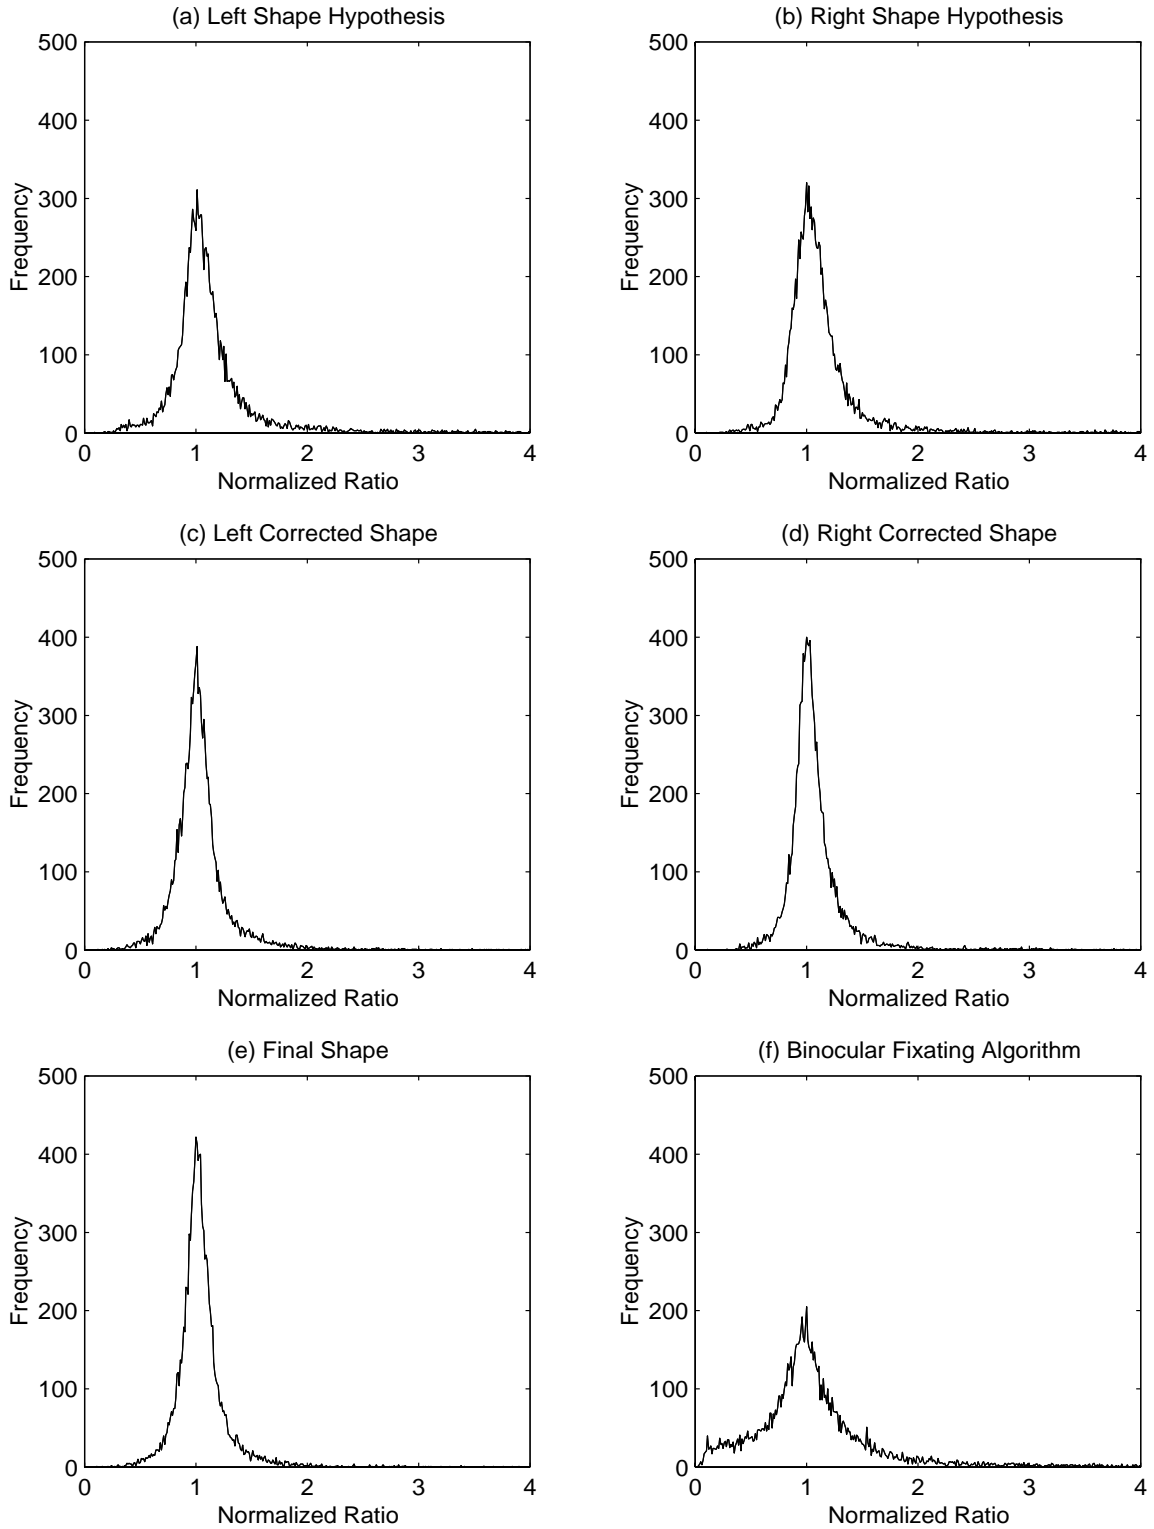 (a) Left Shape Hypothesis
500
400
300
200
100
0
Frequency
0 1 2 3 4
Normalized Ratio
(b) Right Shape Hypothesis
500
400
300
200
100
0
Frequency
0 1 2 3 4
Normalized Ratio
(c) Left Corrected Shape
500
400
300
200
100
0
Frequency
0 1 2 3 4
Normalized Ratio
(d) Right Corrected Shape
500
400
300
200
100
0
Frequency
0 1 2 3 4
Normalized Ratio
(e) Final Shape
500
400
300
200
100
0
Frequency
0 1 2 3 4
Normalized Ratio
(f) Binocular Fixating Algorithm
500
400
300
200
100
0
Frequency
0 1 2 3 4
Normalized Ratio